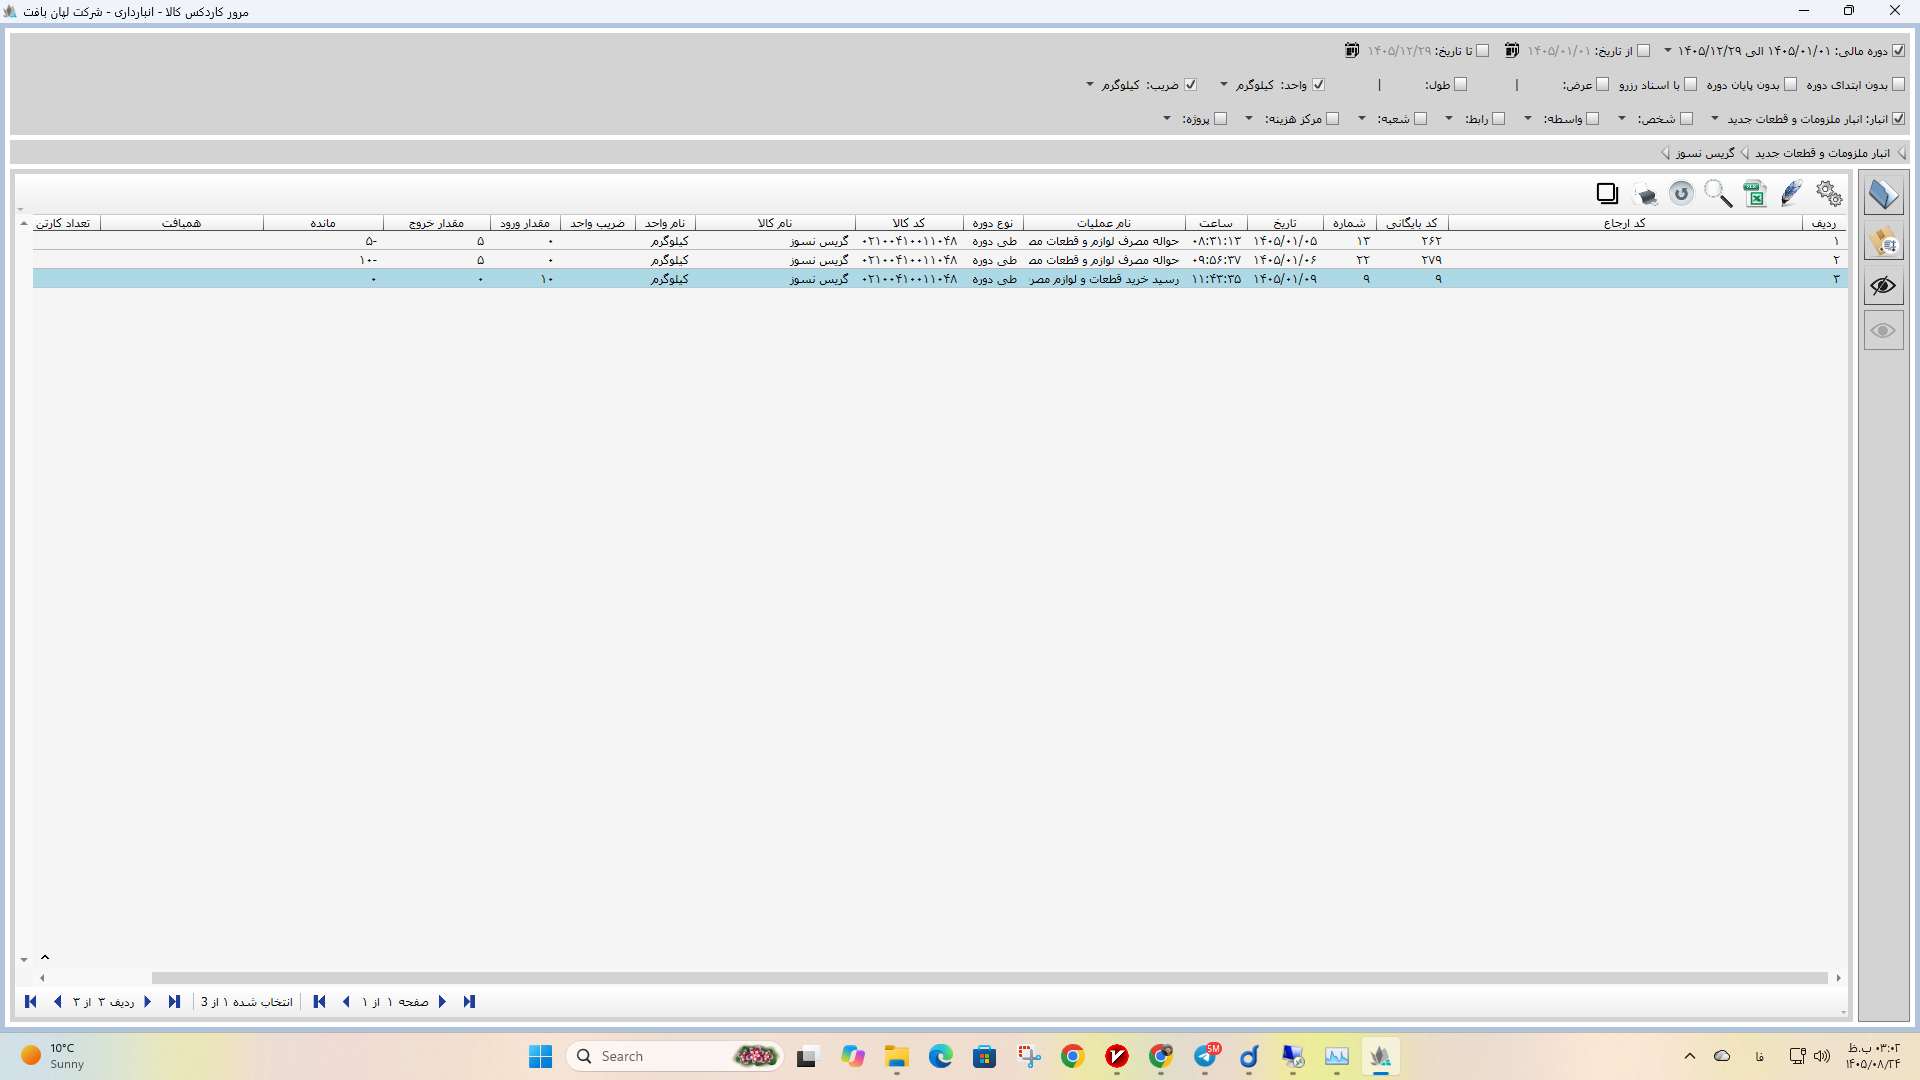 مرور کاردکس کالا - انبارداری - شرکت لپان بافت
دوره مالی: ۱۴۰۵/۰۱/۰۱ الی ۱۴۰۵/۱۲/۲۹ از تاریخ: ۱۴۰۵/۰۱/۰۱ تا تاریخ: ۱۴۰۵/۱۲/۲۹
بدون ابتدای دوره بدون پایان دوره با اسناد رزرو عرض: | طول: | واحد: کیلوگرم ضریب: کیلوگرم
انبار: انبار ملزومات و قطعات جدید شخص: واسطه: رابط: شعبه: مرکز هزینه: پروژه:
انبار ملزومات و قطعات جدید گریس نسوز
ردیف کد ارجاع کد بایگانی شماره تاریخ ساعت نام عملیات نوع دوره کد کالا نام کالا نام واحد ضریب واحد مقدار ورود مقدار خروج مانده همبافت تعداد کارتن
۱ ۲۶۲ ۱۳ ۱۴۰۵/۰۱/۰۵ ۰۸:۳۱:۱۳ حواله مصرف لوازم و قطعات مص طی دوره ۰۲۱۰۰۴۱۰۰۱۱۰۴۸ گریس نسوز کیلوگرم ۰ ۵ -۵
۲ ۲۷۹ ۲۲ ۱۴۰۵/۰۱/۰۶ ۰۹:۵۶:۳۷ حواله مصرف لوازم و قطعات مص طی دوره ۰۲۱۰۰۴۱۰۰۱۱۰۴۸ گریس نسوز کیلوگرم ۰ ۵ -۱۰
۳ ۹ ۹ ۱۴۰۵/۰۱/۰۹ ۱۱:۴۳:۳۵ رسید خرید قطعات و لوازم مصر طی دوره ۰۲۱۰۰۴۱۰۰۱۱۰۴۸ گریس نسوز کیلوگرم ۱۰ ۰ ۰
صفحه ۱ از ۱ انتخاب شده ۱ از 3 ردیف ۳ از ۳
10°C
Sunny
Search
5M
فا
۰۳:۰۲ ب.ظ
۱۴۰۵/۰۸/۲۴